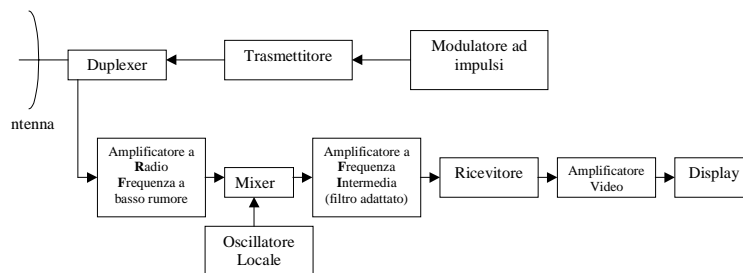 Duplexer
Trasmettitore
Modulatore ad
impulsi
ntenna
Amplificatore a
Radio
Frequenza a
basso rumore
Mixer
Amplificatore a
Frequenza
Intermedia
(filtro adattato)
Ricevitore
Amplificatore
Video
Display
Oscillatore
Locale